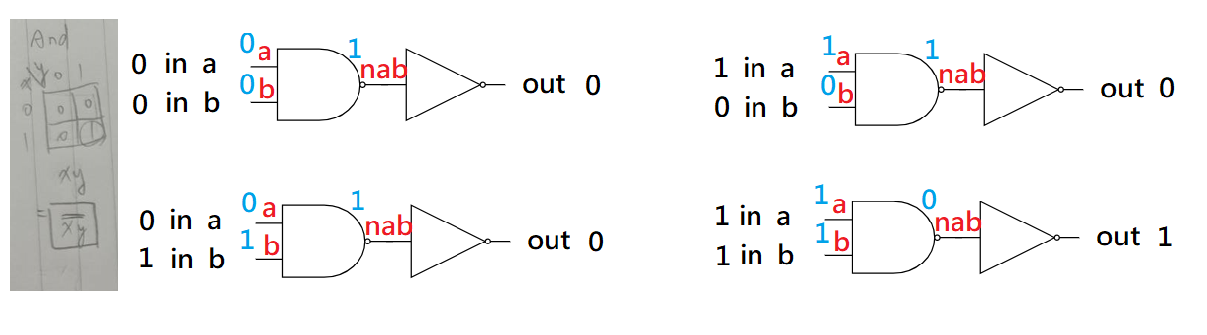 And
xy 0 1
0 0 0
1 0 1
xy
= x̿y̿
0 in a
0 in b
0 a
0 b
1
nab
out 0
1 in a
0 in b
1 a
0 b
1
nab
out 0
0 in a
1 in b
0 a
1 b
1
nab
out 0
1 in a
1 in b
1 a
1 b
0
nab
out 1